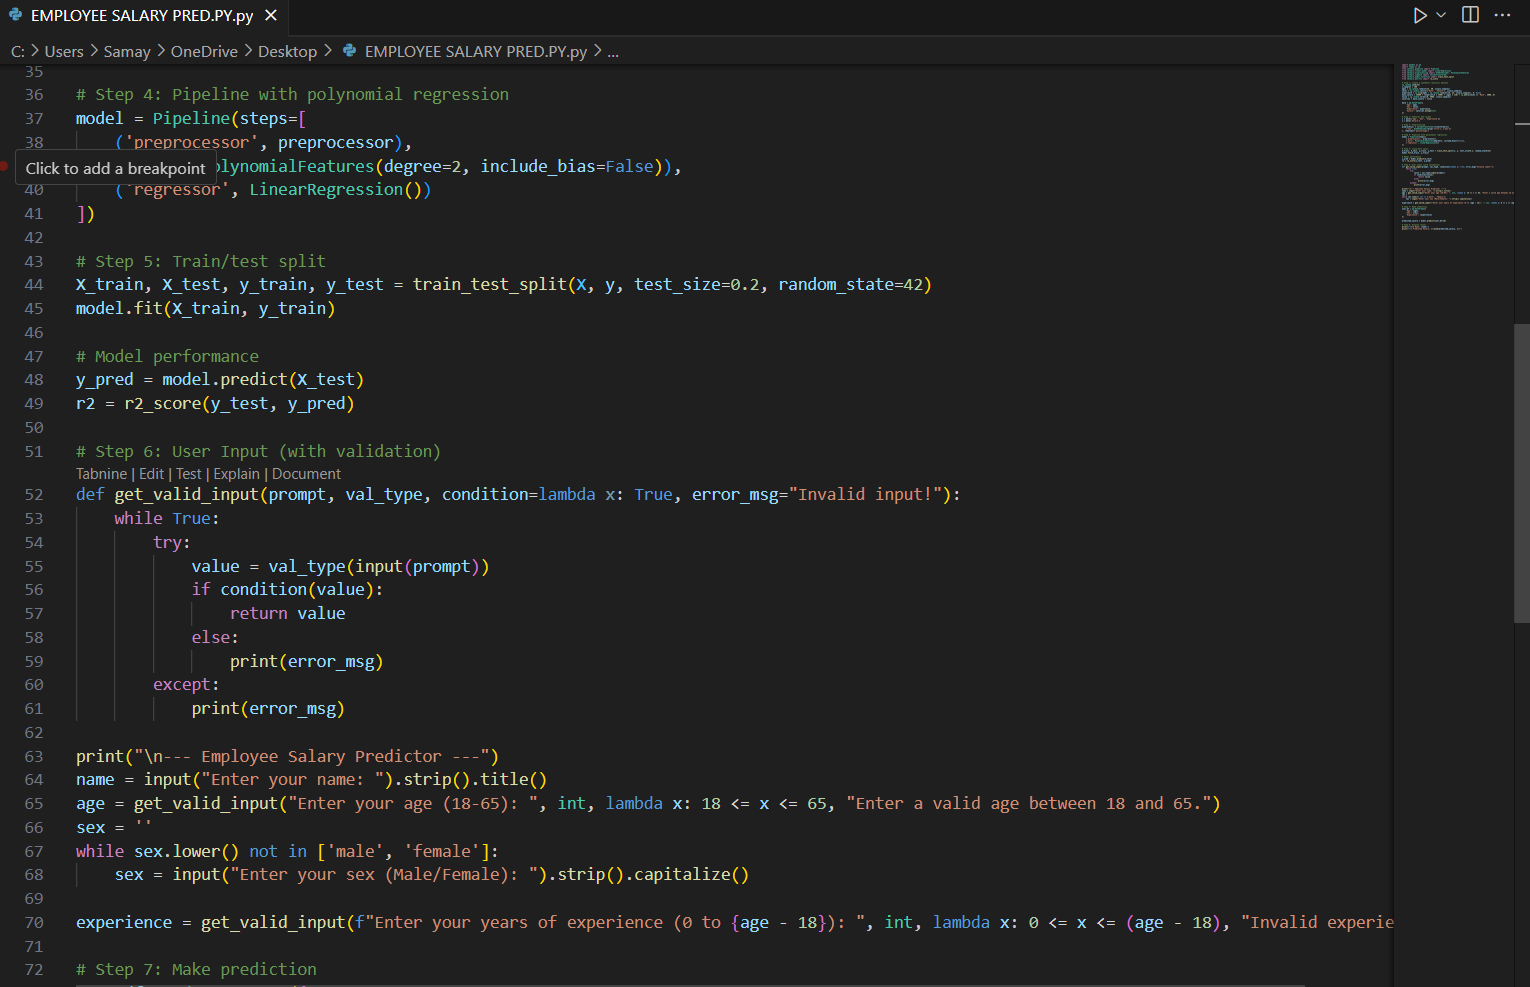 EMPLOYEE SALARY PRED.PY.py
C: > Users > Samay > OneDrive > Desktop > EMPLOYEE SALARY PRED.PY.py > ...
35
36 # Step 4: Pipeline with polynomial regression
37 model = Pipeline(steps=[
38     ('preprocessor', preprocessor),
Click to add a breakpoint olynomialFeatures(degree=2, include_bias=False)),
40     ('regressor', LinearRegression())
41 ])
42
43 # Step 5: Train/test split
44 X_train, X_test, y_train, y_test = train_test_split(X, y, test_size=0.2, random_state=42)
45 model.fit(X_train, y_train)
46
47 # Model performance
48 y_pred = model.predict(X_test)
49 r2 = r2_score(y_test, y_pred)
50
51 # Step 6: User Input (with validation)
Tabnine | Edit | Test | Explain | Document
52 def get_valid_input(prompt, val_type, condition=lambda x: True, error_msg="Invalid input!"):
53     while True:
54         try:
55             value = val_type(input(prompt))
56             if condition(value):
57                 return value
58             else:
59                 print(error_msg)
60         except:
61             print(error_msg)
62
63 print("\n--- Employee Salary Predictor ---")
64 name = input("Enter your name: ").strip().title()
65 age = get_valid_input("Enter your age (18-65): ", int, lambda x: 18 <= x <= 65, "Enter a valid age between 18 and 65.")
66 sex = ''
67 while sex.lower() not in ['male', 'female']:
68     sex = input("Enter your sex (Male/Female): ").strip().capitalize()
69
70 experience = get_valid_input(f"Enter your years of experience (0 to {age - 18}): ", int, lambda x: 0 <= x <= (age - 18), "Invalid experie
71
72 # Step 7: Make prediction